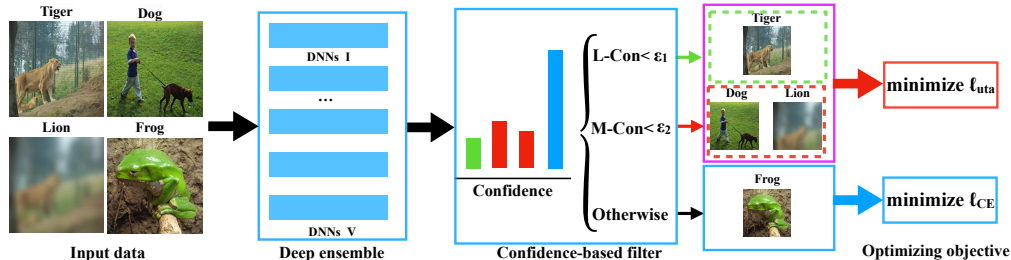 Tiger
Dog
Lion
Frog
Input data
DNNs I
...
DNNs V
Deep ensemble
Confidence
L-Con< ε1
M-Con< ε2
Otherwise
Confidence-based filter
Tiger
Dog
Lion
Frog
minimize ℓuta
minimize ℓCE
Optimizing objective